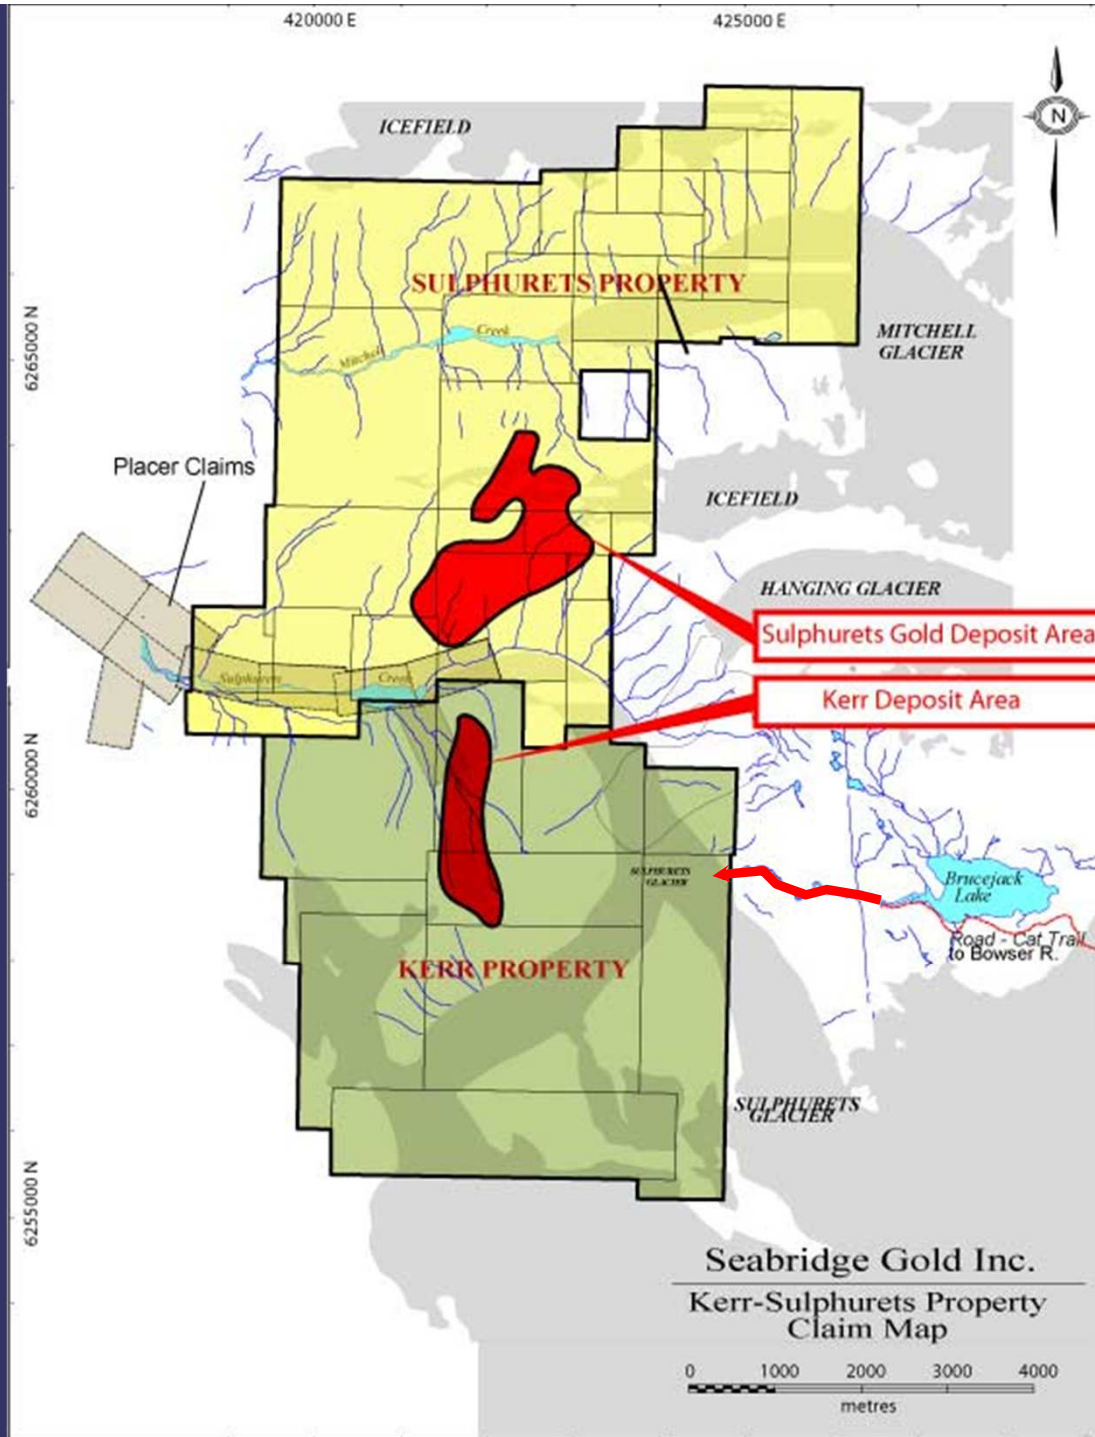 420000 E
425000 E
ICEFIELD
N
SULPHURETS PROPERTY
6265000 N
Creek
Mitchell
MITCHELL
GLACIER
Placer Claims
ICEFIELD
HANGING GLACIER
Sulphurets Gold Deposit Area
Sulphurets
Creek
Kerr Deposit Area
6260000 N
SULPHURETS
GLACIER
Brucejack
Lake
Road - Cat Trail
to Bowser R.
KERR PROPERTY
SULPHURETS
GLACIER
6255000 N
Seabridge Gold Inc.
Kerr-Sulphurets Property
Claim Map
0 1000 2000 3000 4000
metres